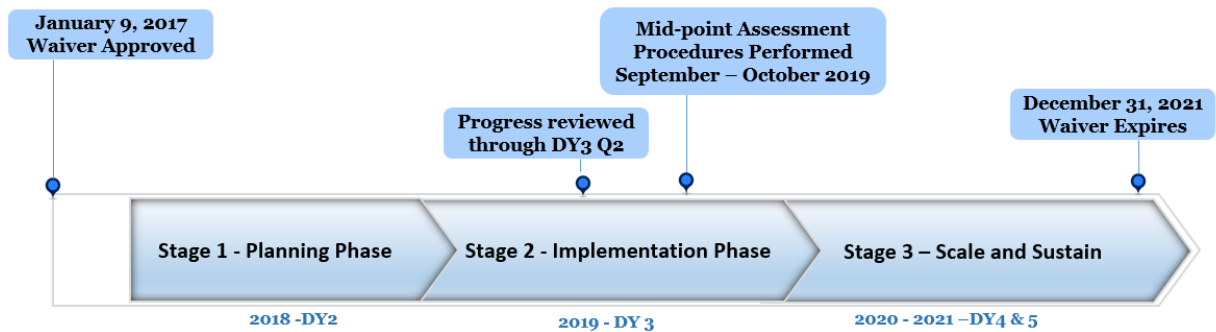 January 9, 2017
Waiver Approved
Mid-point Assessment
Procedures Performed
September – October 2019
Progress reviewed
through DY3 Q2
December 31, 2021
Waiver Expires
Stage 1 - Planning Phase
Stage 2 - Implementation Phase
Stage 3 – Scale and Sustain
2018 -DY2
2019 - DY 3
2020 - 2021 –DY4 & 5